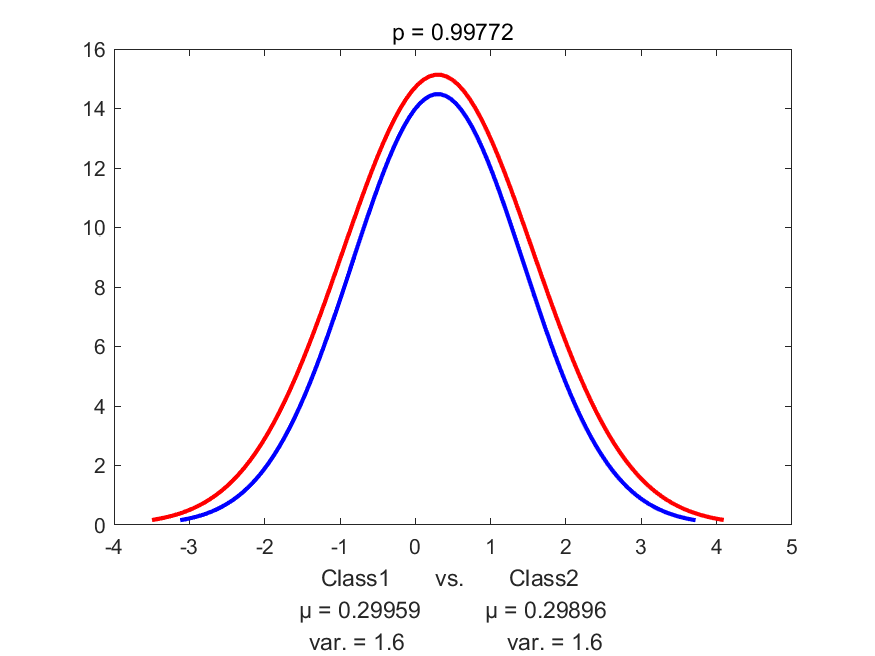 p = 0.99772
16
14
12
10
8
6
4
2
0
-4 -3 -2 -1 0 1 2 3 4 5
Class1 vs. Class2
μ = 0.29959 μ = 0.29896
var. = 1.6 var. = 1.6